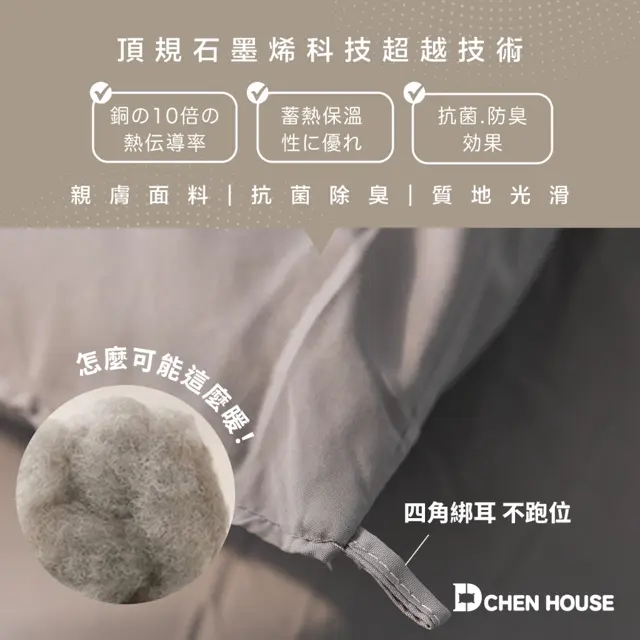 頂規石墨烯科技超越技術
銅の10倍の
熱伝導率
蓄熱保溫
性に優れ
抗菌.防臭
効果
親膚面料|抗菌除臭|質地光滑
怎麼可能這麼暖!
四角綁耳 不跑位
CHEN HOUSE